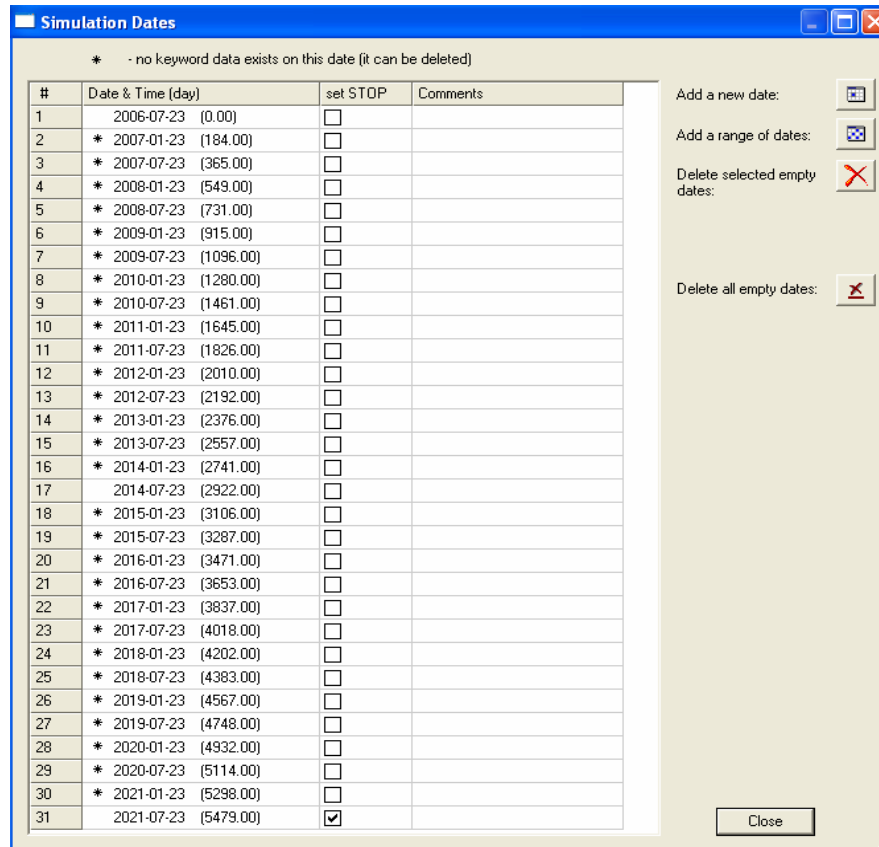 Simulation Dates
* - no keyword data exists on this date (it can be deleted)
# Date & Time (day) set STOP Comments
1 2006-07-23 (0.00)
2 * 2007-01-23 (184.00)
3 * 2007-07-23 (365.00)
4 * 2008-01-23 (549.00)
5 * 2008-07-23 (731.00)
6 * 2009-01-23 (915.00)
7 * 2009-07-23 (1096.00)
8 * 2010-01-23 (1280.00)
9 * 2010-07-23 (1461.00)
10 * 2011-01-23 (1645.00)
11 * 2011-07-23 (1826.00)
12 * 2012-01-23 (2010.00)
13 * 2012-07-23 (2192.00)
14 * 2013-01-23 (2376.00)
15 * 2013-07-23 (2557.00)
16 * 2014-01-23 (2741.00)
17 2014-07-23 (2922.00)
18 * 2015-01-23 (3106.00)
19 * 2015-07-23 (3287.00)
20 * 2016-01-23 (3471.00)
21 * 2016-07-23 (3653.00)
22 * 2017-01-23 (3837.00)
23 * 2017-07-23 (4018.00)
24 * 2018-01-23 (4202.00)
25 * 2018-07-23 (4383.00)
26 * 2019-01-23 (4567.00)
27 * 2019-07-23 (4748.00)
28 * 2020-01-23 (4932.00)
29 * 2020-07-23 (5114.00)
30 * 2021-01-23 (5298.00)
31 2021-07-23 (5479.00)
Add a new date:
Add a range of dates:
Delete selected empty
dates:
Delete all empty dates:
Close